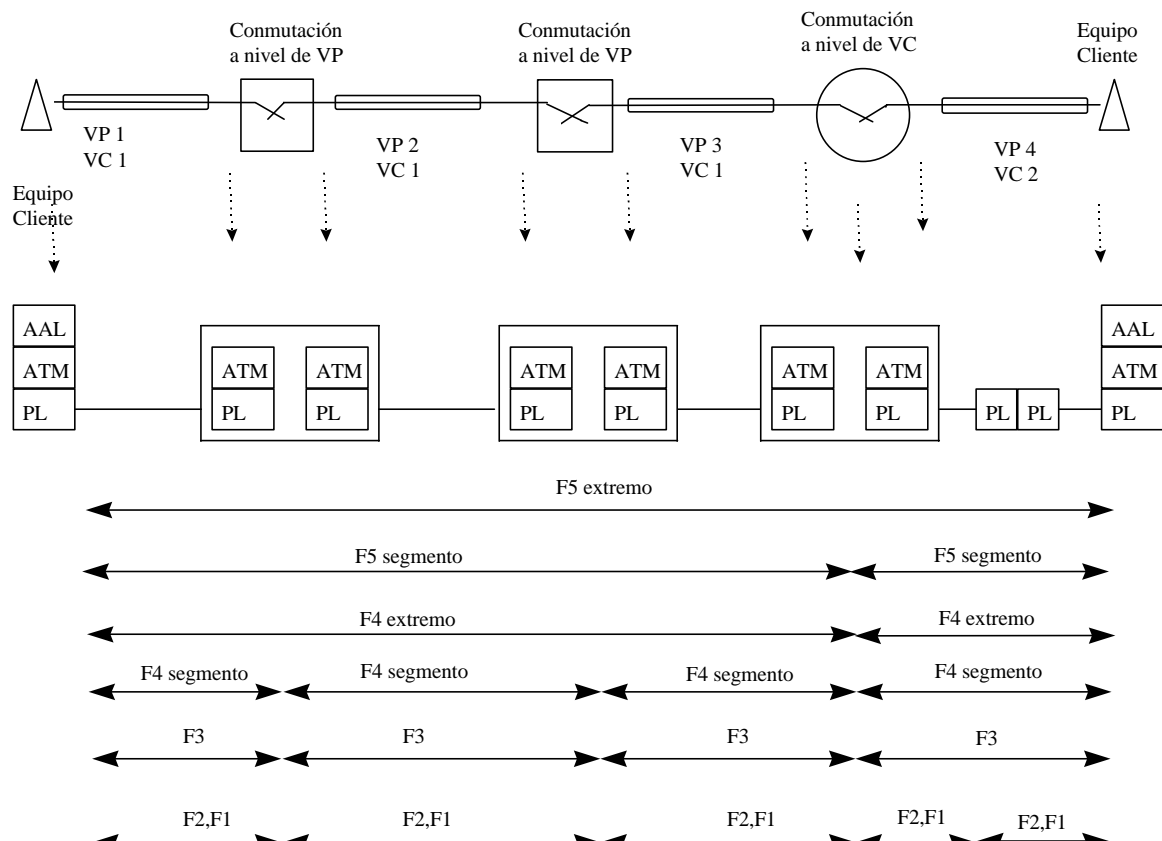 Conmutación
a nivel de VP
Conmutación
a nivel de VP
Conmutación
a nivel de VC
Equipo
Cliente
VP 1
VC 1
VP 2
VC 1
VP 3
VC 1
VP 4
VC 2
Equipo
Cliente
AAL
ATM
PL
ATM
PL
ATM
PL
ATM
PL
ATM
PL
ATM
PL
ATM
PL
PL
PL
AAL
ATM
PL
F5 extremo
F5 segmento
F5 segmento
F4 extremo
F4 extremo
F4 segmento
F4 segmento
F4 segmento
F4 segmento
F3
F3
F3
F3
F2,F1
F2,F1
F2,F1
F2,F1
F2,F1